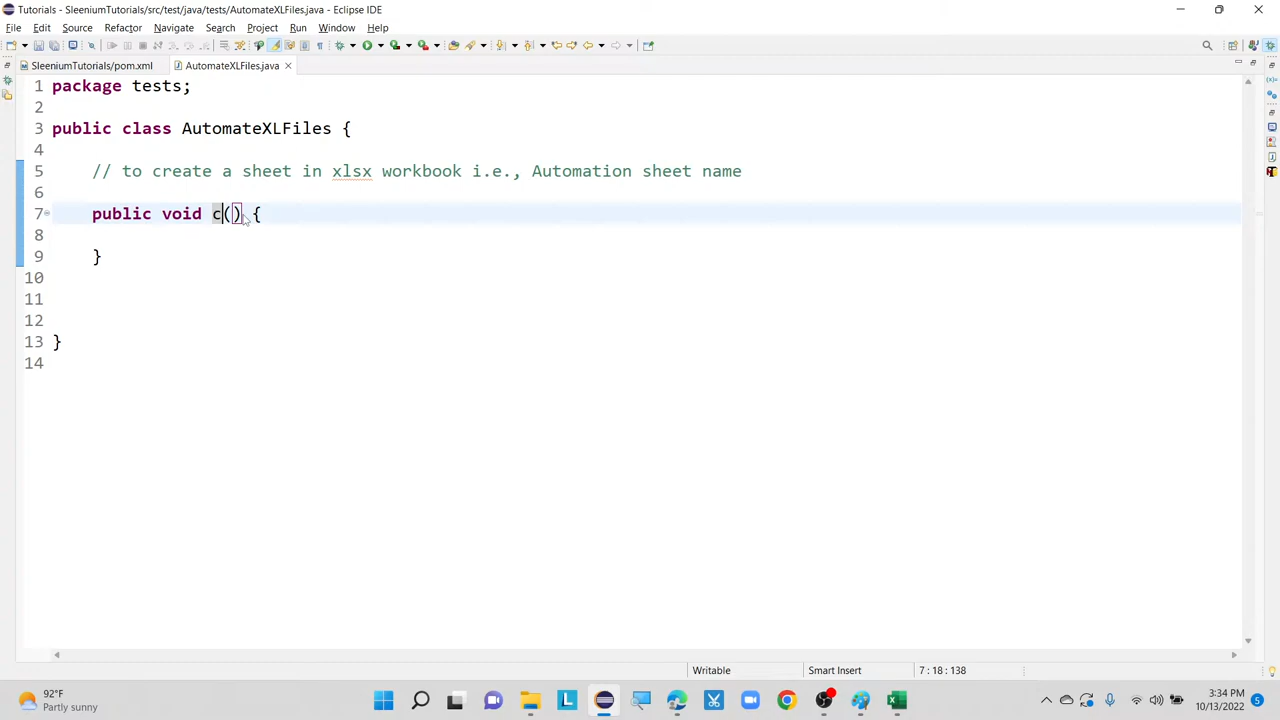 Tutorials - SleeniumTutorials/src/test/java/tests/AutomateXLFiles.java - Eclipse IDE
File Edit Source Refactor Navigate Search Project Run Window Help
SleeniumTutorials/pom.xml AutomateXLFiles.java
1 package tests;
2
3 public class AutomateXLFiles {
4
5 // to create a sheet in xlsx workbook i.e., Automation sheet name
6
7 public void c() {
8
9 }
10
11
12
13 }
14
Writable Smart Insert 7 : 18 : 138
92°F
Partly sunny
3:34 PM
10/13/2022
5